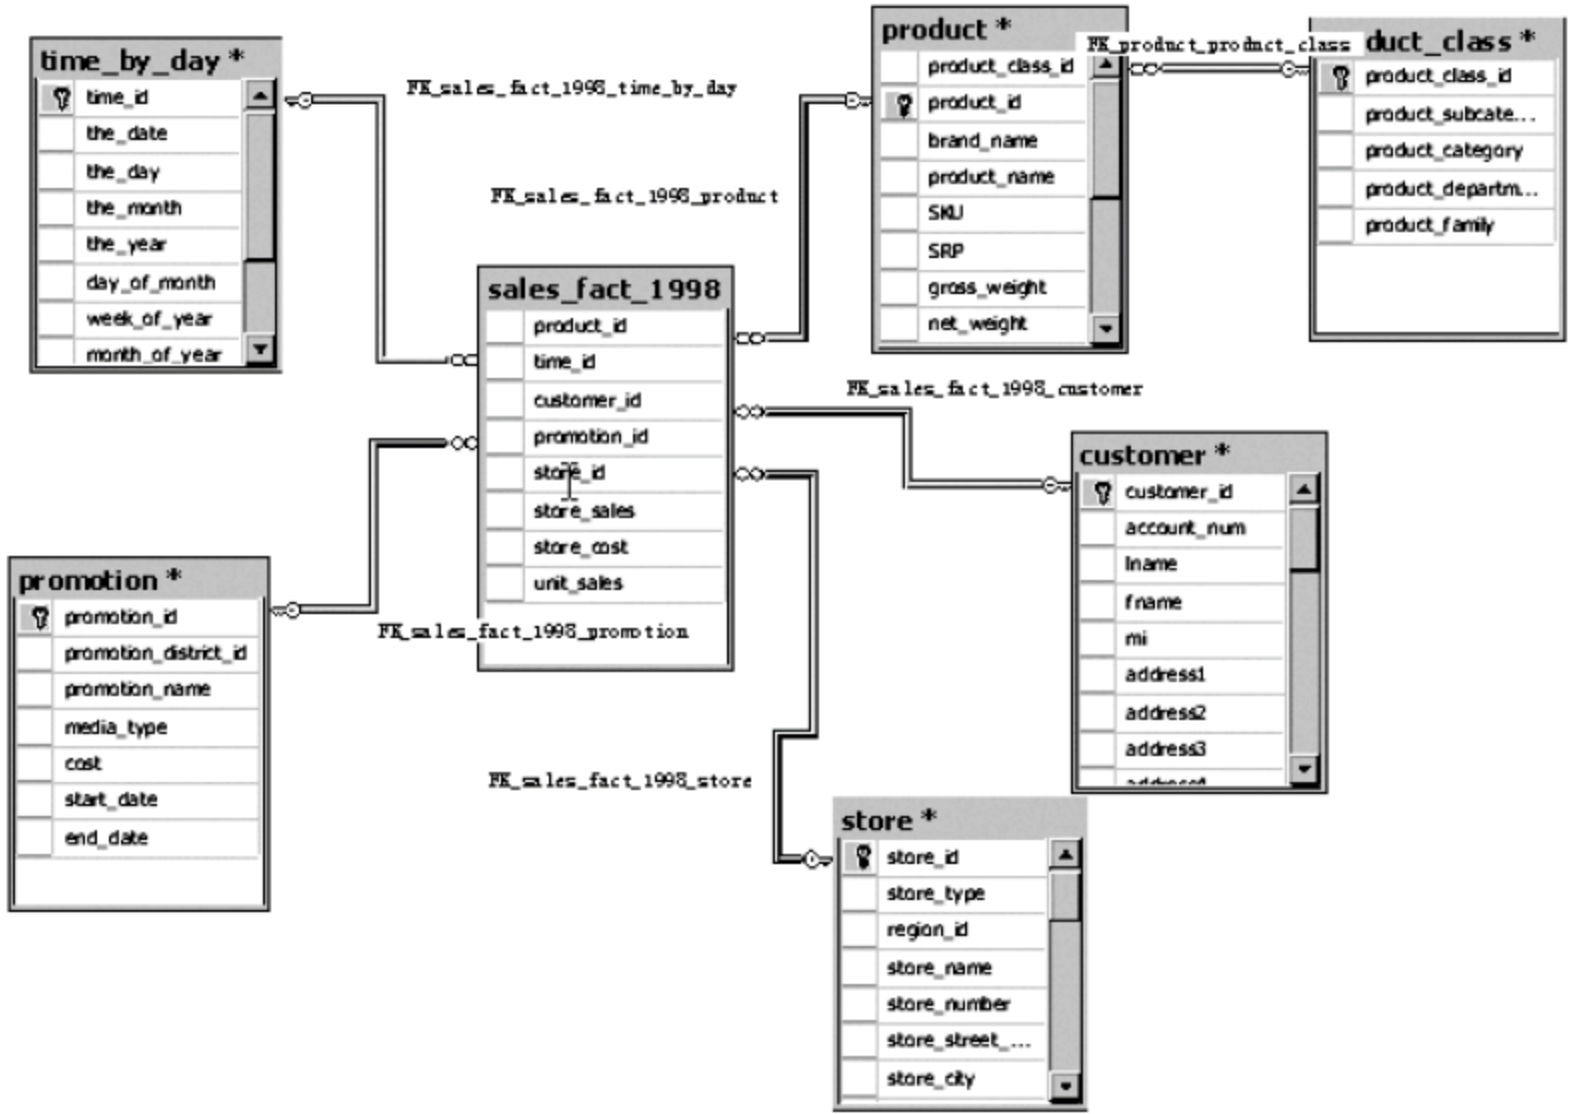 time_by_day *
time_id
the_date
the_day
the_month
the_year
day_of_month
week_of_year
month_of_year
FK_sales_fact_1998_time_by_day
FK_sales_fact_1998_product
product *
product_class_id
product_id
brand_name
product_name
SKU
SRP
gross_weight
net_weight
FK_product_product_class
duct_class *
product_class_id
product_subcate...
product_category
product_departm...
product_family
sales_fact_1998
product_id
time_id
customer_id
promotion_id
store_id
store_sales
store_cost
unit_sales
FK_sales_fact_1998_customer
customer *
customer_id
account_num
lname
fname
mi
address1
address2
address3
address4
promotion *
promotion_id
promotion_district_id
promotion_name
media_type
cost
start_date
end_date
FK_sales_fact_1998_promotion
FK_sales_fact_1998_store
store *
store_id
store_type
region_id
store_name
store_number
store_street_...
store_city